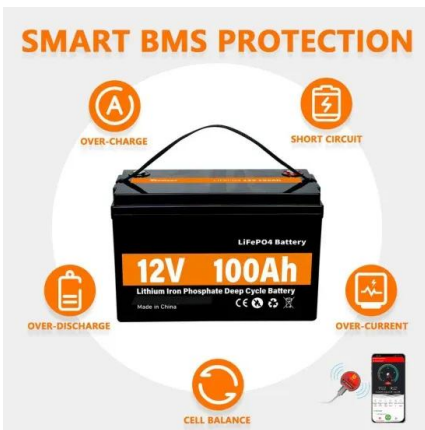 SMART BMS PROTECTION
A
OVER-CHARGE
SHORT CIRCUIT
LiFePO4 Battery
12V 100Ah
Lithium Iron Phosphate Deep Cycle Battery
Made in China
CE
OVER-DISCHARGE
OVER-CURRENT
CELL BALANCE